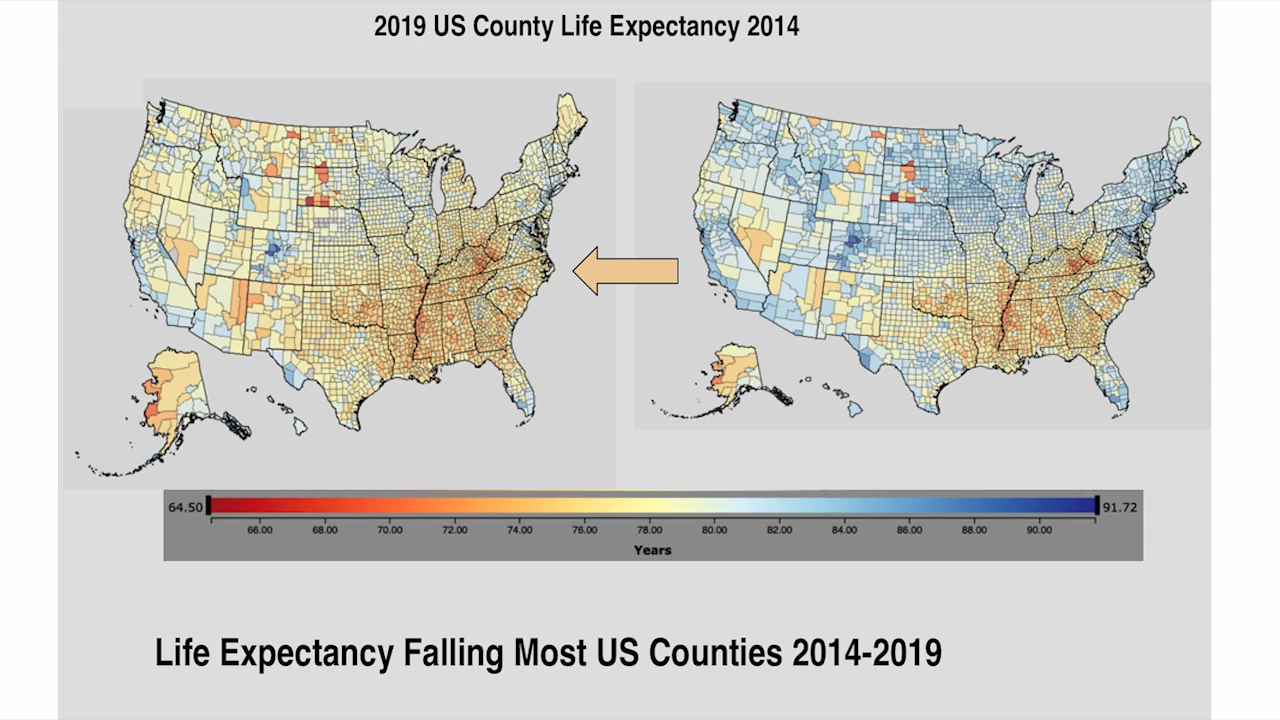 2019 US County Life Expectancy 2014
64.50
91.72
66.00 68.00 70.00 72.00 74.00 76.00 78.00 80.00 82.00 84.00 86.00 88.00 90.00
Years
Life Expectancy Falling Most US Counties 2014-2019